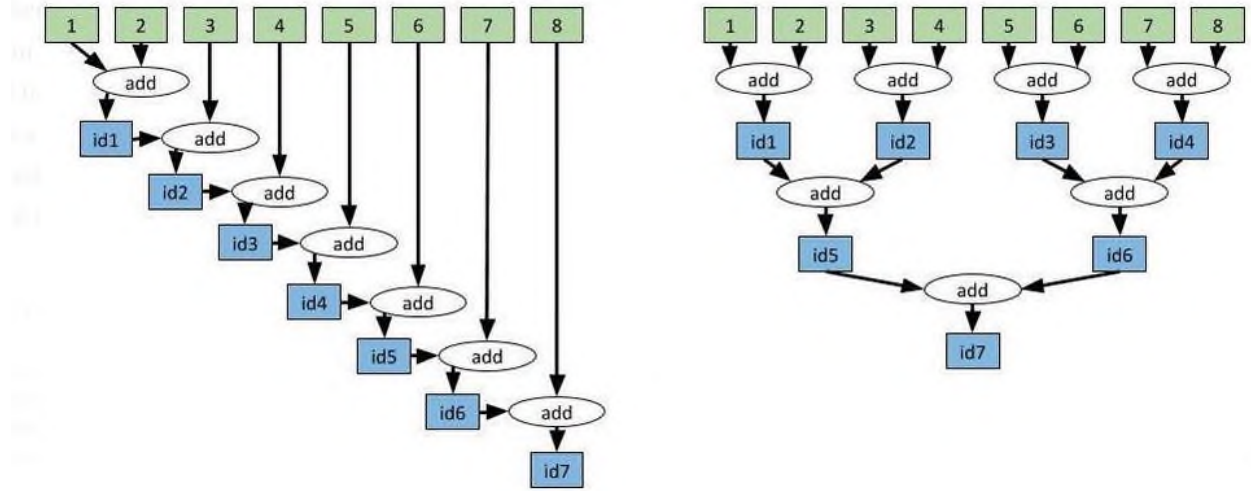 1 2 3 4 5 6 7 8
add
id1 add
id2 add
id3 add
id4 add
id5 add
id6 add
id7
1 2 3 4 5 6 7 8
add add add add
id1 id2 id3 id4
add add
id5 id6
add
id7